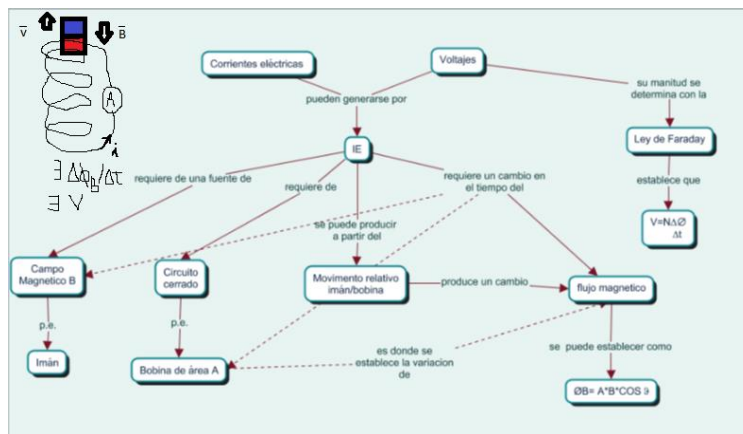 v̅
B̅
A
i
∃ ΔϕB/Δt
∃ V
Corrientes eléctricas
Voltajes
pueden generarse por
su manitud se
determina con la
IE
Ley de Faraday
requiere de una fuente de
requiere de
requiere un cambio en
el tiempo del
establece que
se puede producir
a partir del
V=NΔØ
Δt
Campo
Magnetico B
Circuito
cerrado
Movimento relativo
imán/bobina
produce un cambio
flujo magnetico
p.e.
p.e.
Imán
Bobina de área A
es donde se
establece la variacion
de
se puede establecer como
ØB= A*B*COS ϶